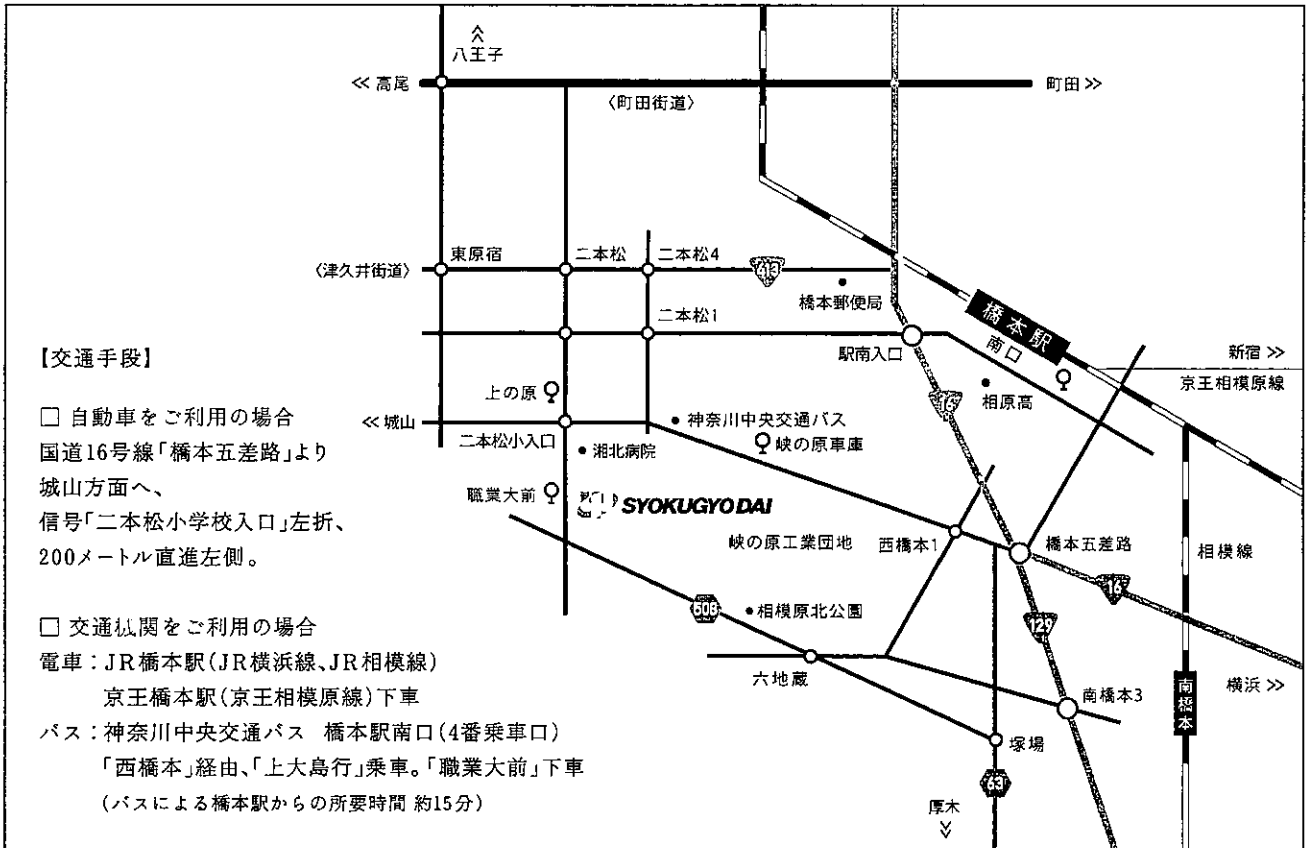 八王子
<< 高尾
町田 >>
〈町田街道〉
〈津久井街道〉
東原宿
二本松
二本松4
413
橋本郵便局
橋本駅
二本松1
駅南入口
南口
新宿 >>
京王相模原線
上の原
16
相原高
<< 城山
神奈川中央交通バス
二本松小入口
湘北病院
峡の原車庫
職業大前
SYOKUGYO DAI
峡の原工業団地
西橋本1
橋本五差路
相模線
16
508
相模原北公園
129
六地蔵
南橋本3
南橋本
横浜 >>
塚場
63
厚木
【交通手段】
□ 自動車をご利用の場合
国道16号線「橋本五差路」より
城山方面へ、
信号「二本松小学校入口」左折、
200メートル直進左側。
□ 交通機関をご利用の場合
電車：JR橋本駅(JR横浜線、JR相模線)
京王橋本駅(京王相模原線)下車
バス：神奈川中央交通バス 橋本駅南口(4番乗車口)
「西橋本」経由、「上大島行」乗車。「職業大前」下車
(バスによる橋本駅からの所要時間 約15分)